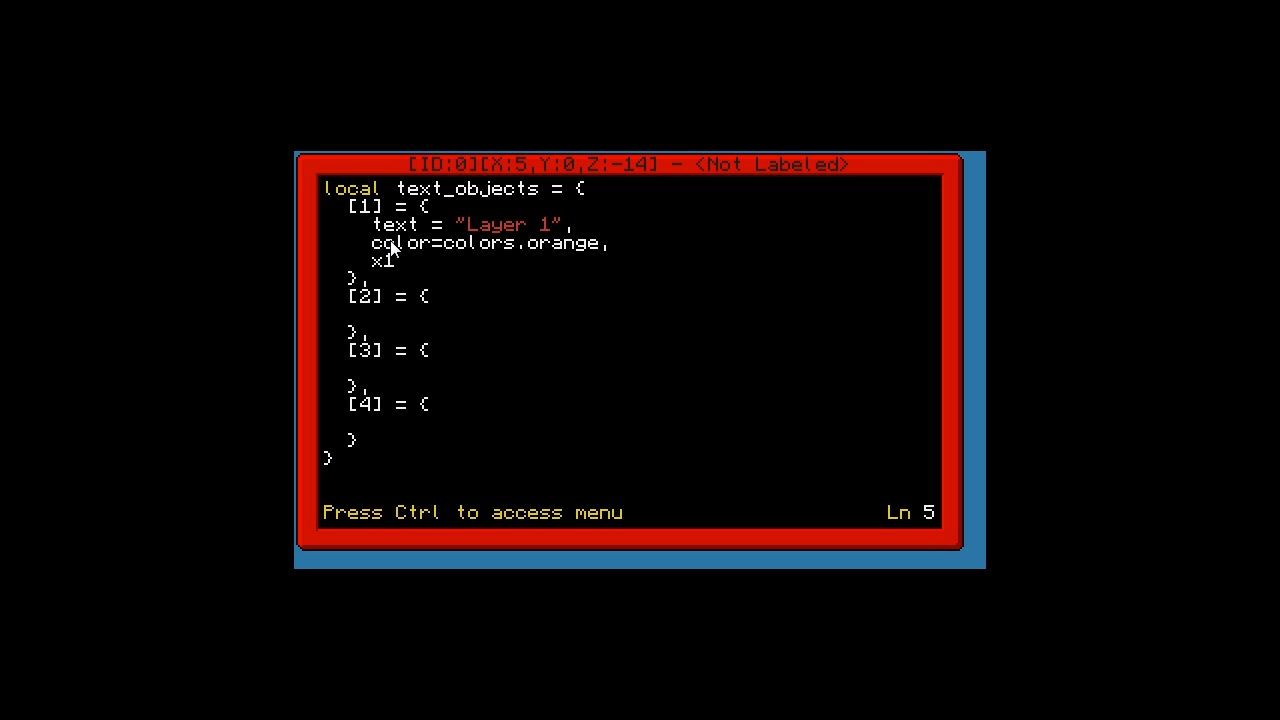 [ID:0][X:5,Y:0,Z:-14] - <Not Labeled>
local text_objects = {
  [1] = {
    text = "Layer 1",
    color=colors.orange,
    x1
  },
  [2] = {
  },
  [3] = {
  },
  [4] = {
  }
}
Press Ctrl to access menu Ln 5